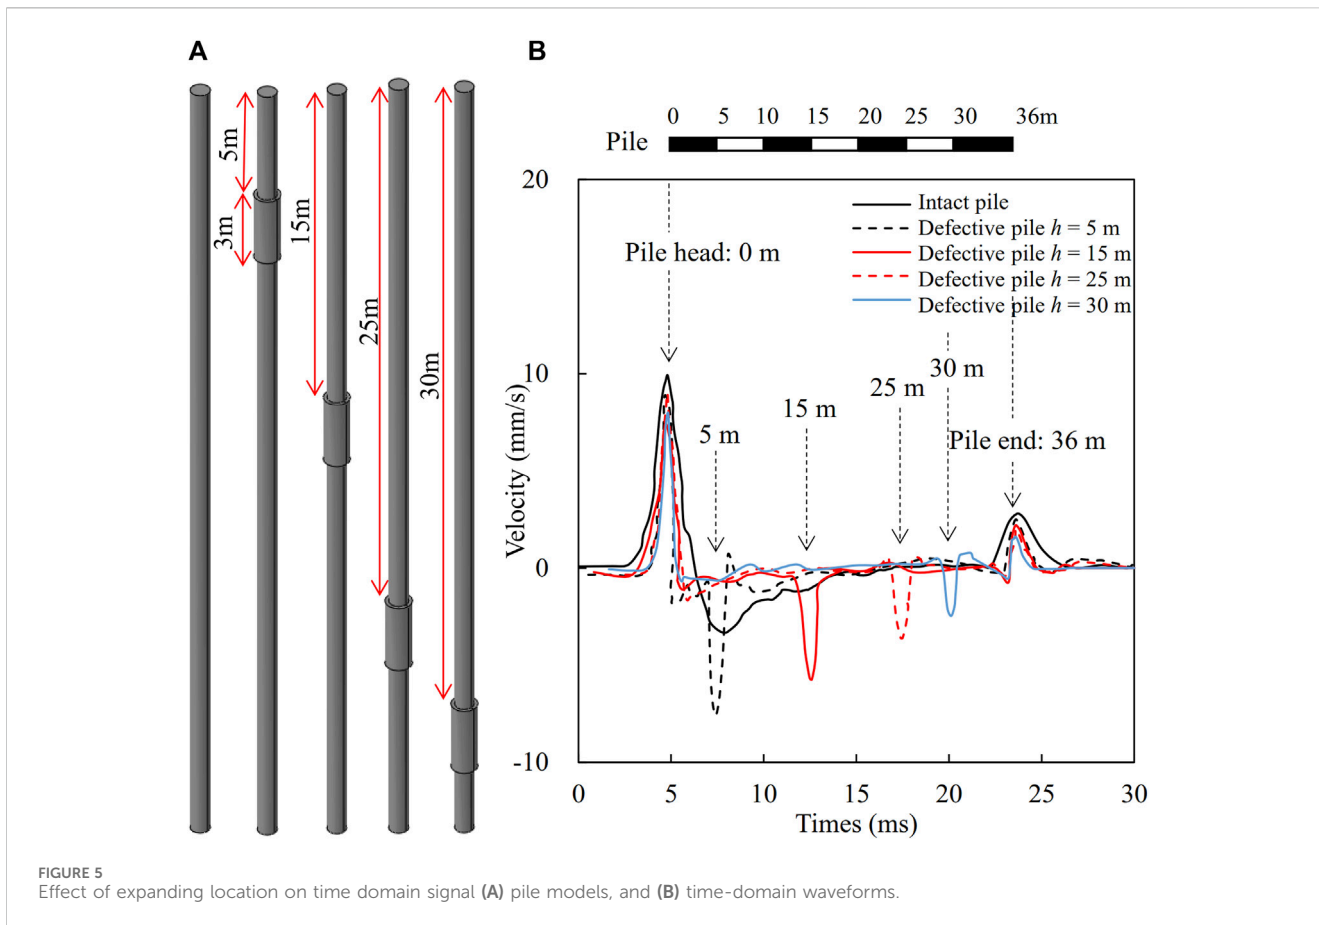 A
B
5m
3m
15m
25m
30m
0 5 10 15 20 25 30 36m
Pile
20
10
0
-10
Velocity (mm/s)
Intact pile
Defective pile h = 5 m
Defective pile h = 15 m
Defective pile h = 25 m
Defective pile h = 30 m
Pile head: 0 m
5 m
15 m
25 m
30 m
Pile end: 36 m
0 5 10 15 20 25 30
Times (ms)
FIGURE 5
Effect of expanding location on time domain signal (A) pile models, and (B) time-domain waveforms.